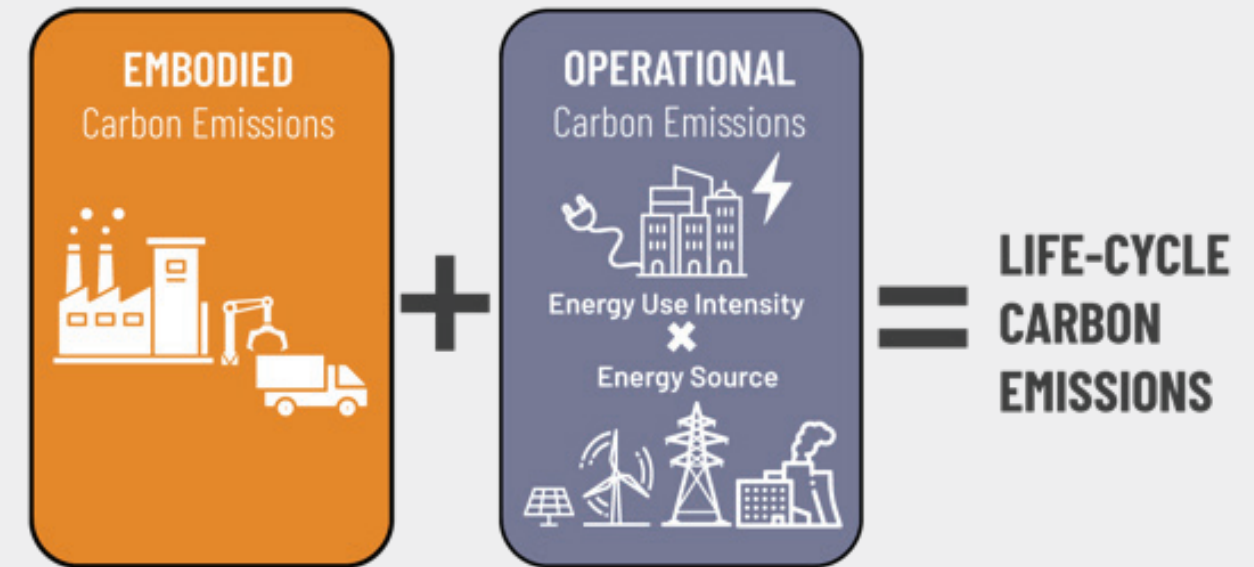 EMBODIED
Carbon Emissions
OPERATIONAL
Carbon Emissions
Energy Use Intensity
Energy Source
LIFE-CYCLE
CARBON
EMISSIONS